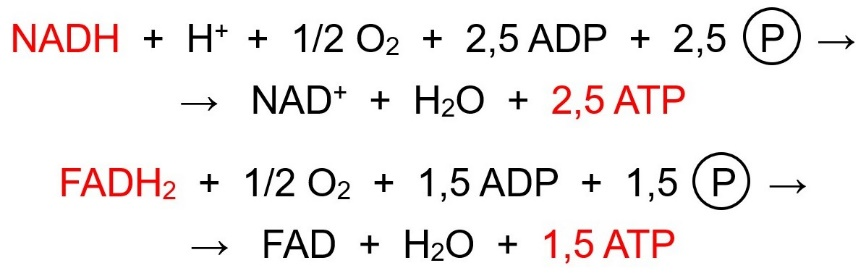 NADH + H⁺ + 1/2 O₂ + 2,5 ADP + 2,5 Ⓟ →
→ NAD⁺ + H₂O + 2,5 ATP
FADH₂ + 1/2 O₂ + 1,5 ADP + 1,5 Ⓟ →
→ FAD + H₂O + 1,5 ATP